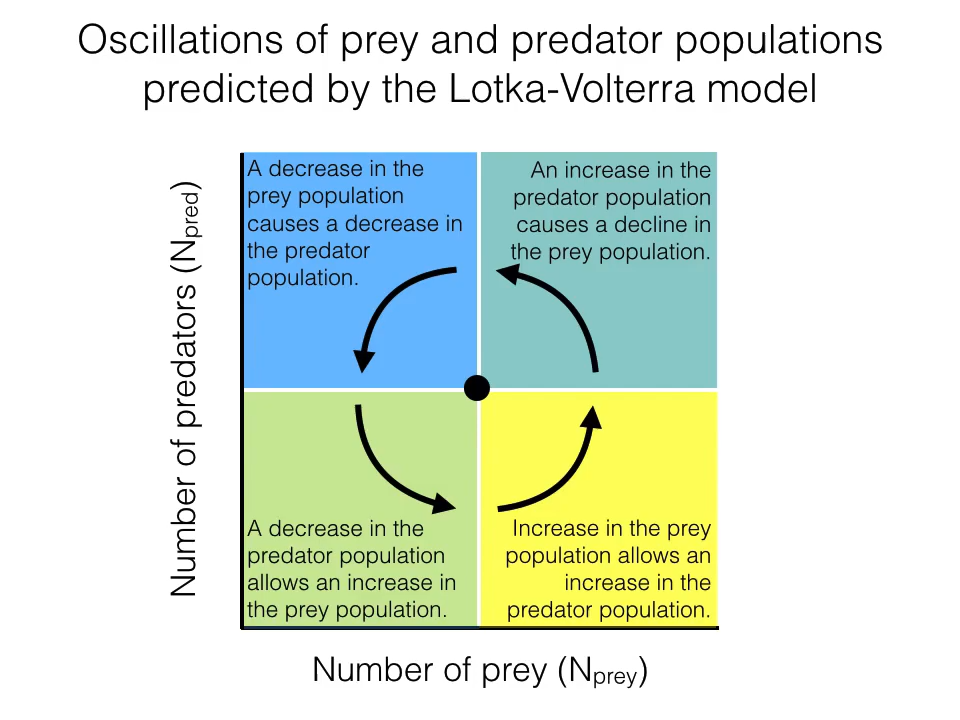 Oscillations of prey and predator populations
predicted by the Lotka-Volterra model
Number of predators (Npred)
A decrease in the
prey population
causes a decrease in
the predator
population.
An increase in the
predator population
causes a decline in
the prey population.
A decrease in the
predator population
allows an increase in
the prey population.
Increase in the prey
population allows an
increase in the
predator population.
Number of prey (Nprey)